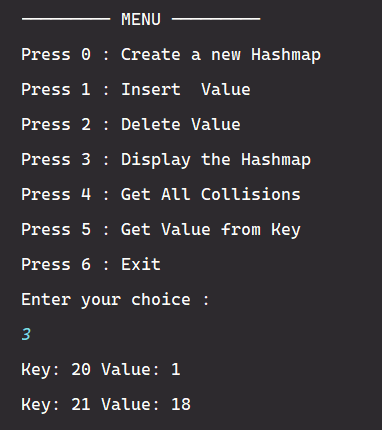 ────────── MENU ──────────
Press 0 : Create a new Hashmap
Press 1 : Insert  Value
Press 2 : Delete Value
Press 3 : Display the Hashmap
Press 4 : Get All Collisions
Press 5 : Get Value from Key
Press 6 : Exit
Enter your choice :
3
Key: 20 Value: 1
Key: 21 Value: 18